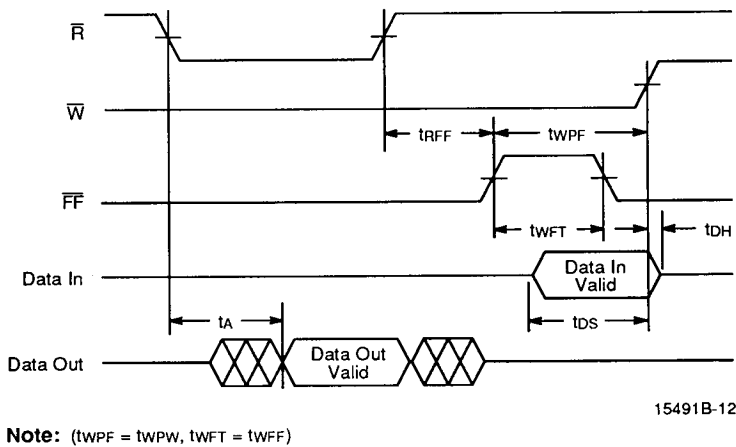 R̅
W̅
tRFF
tWPF
F̅F̅
tWFT
tDH
Data In
Data In
Valid
tA
tDS
Data Out
Data Out
Valid
15491B-12
Note: (tWPF = tWPW, tWFT = tWFF)